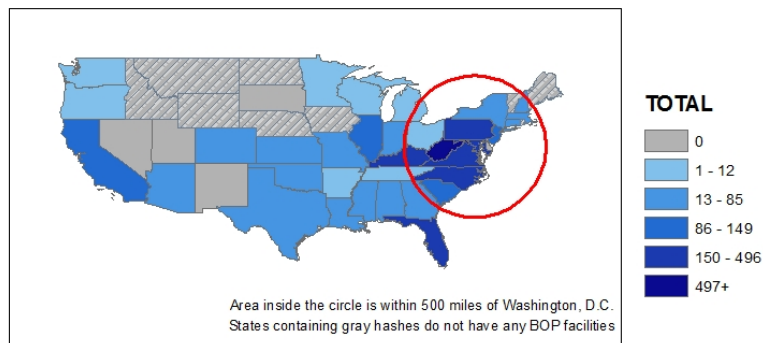 TOTAL
0
1 - 12
13 - 85
86 - 149
150 - 496
497+
Area inside the circle is within 500 miles of Washington, D.C.
States containing gray hashes do not have any BOP facilities